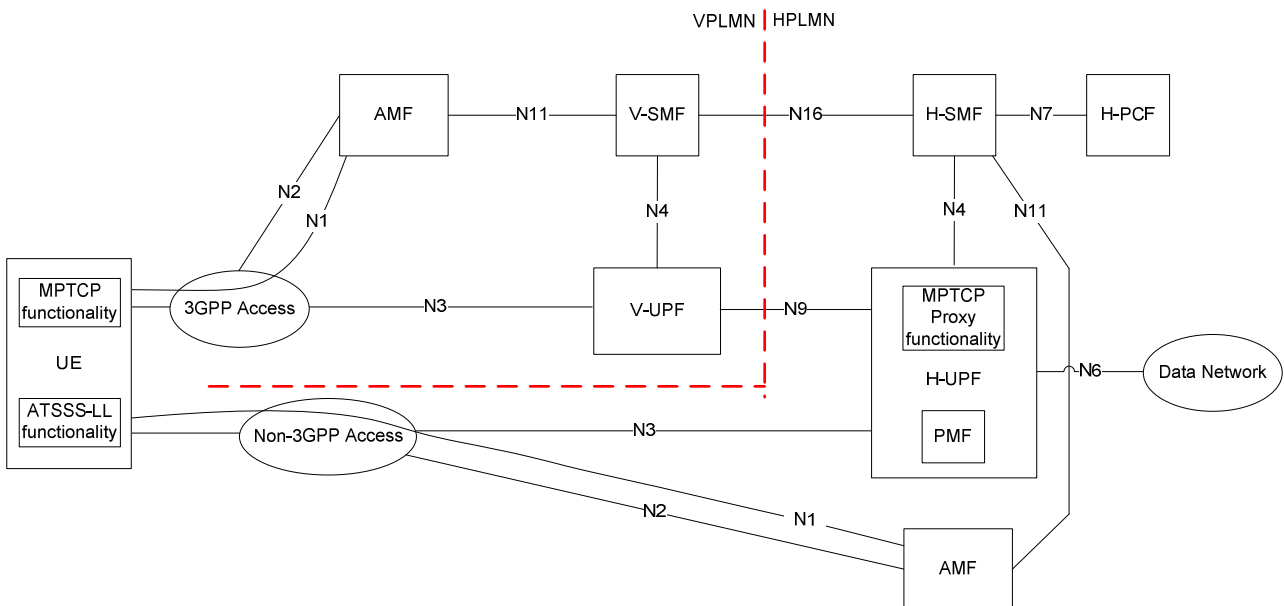 VPLMN
HPLMN
AMF
N11
V-SMF
N16
H-SMF
N7
H-PCF
N2
N1
N4
N4
N11
MPTCP
functionality
UE
ATSSS-LL
functionality
3GPP Access
N3
V-UPF
N9
MPTCP
Proxy
functionality
H-UPF
PMF
N6
Data Network
Non-3GPP Access
N3
N2
N1
AMF